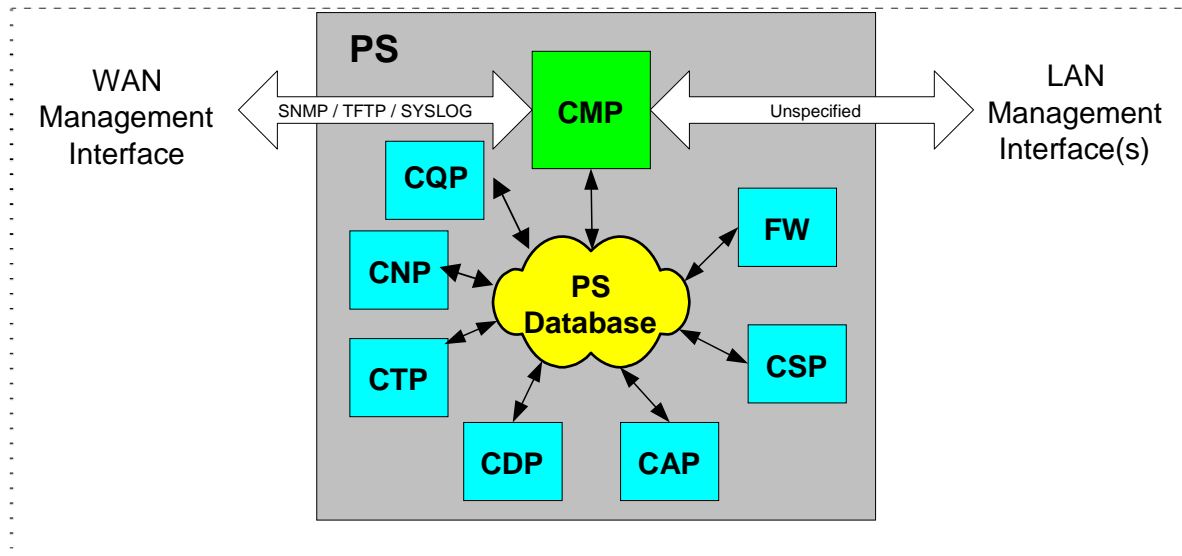 PS
WAN
Management
Interface
SNMP / TFTP / SYSLOG
CMP
Unspecified
LAN
Management
Interface(s)
CQP
FW
CNP
PS
Database
CTP
CSP
CDP
CAP